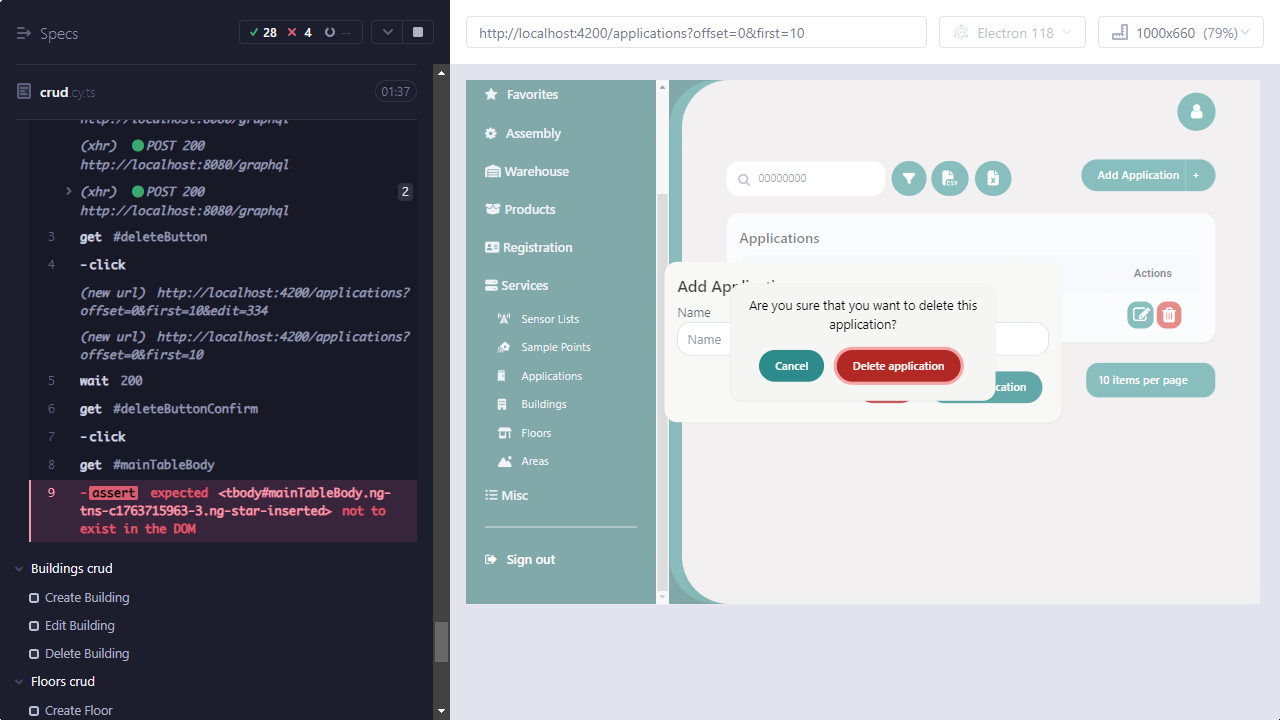 Specs
28
4
--
crud.cy.ts
01:37
http://localhost:8080/graphql
(xhr) POST 200
http://localhost:8080/graphql
(xhr) POST 200
2
http://localhost:8080/graphql
3 get #deleteButton
4 -click
(new url) http://localhost:4200/applications?
offset=0&first=10&edit=334
(new url) http://localhost:4200/applications?
offset=0&first=10
5 wait 200
6 get #deleteButtonConfirm
7 -click
8 get #mainTableBody
9 -assert expected <tbody#mainTableBody.ng-
tns-c1763715963-3.ng-star-inserted> not to
exist in the DOM
Buildings crud
Create Building
Edit Building
Delete Building
Floors crud
Create Floor
http://localhost:4200/applications?offset=0&first=10
Electron 118
1000x660 (79%)
Favorites
Assembly
Warehouse
Products
Registration
Services
Sensor Lists
Sample Points
Applications
Buildings
Floors
Areas
Misc
Sign out
00000000
CSV
X
Add Application +
Applications
Actions
10 items per page
Name
Name
Are you sure that you want to delete this
application?
Cancel
Delete application